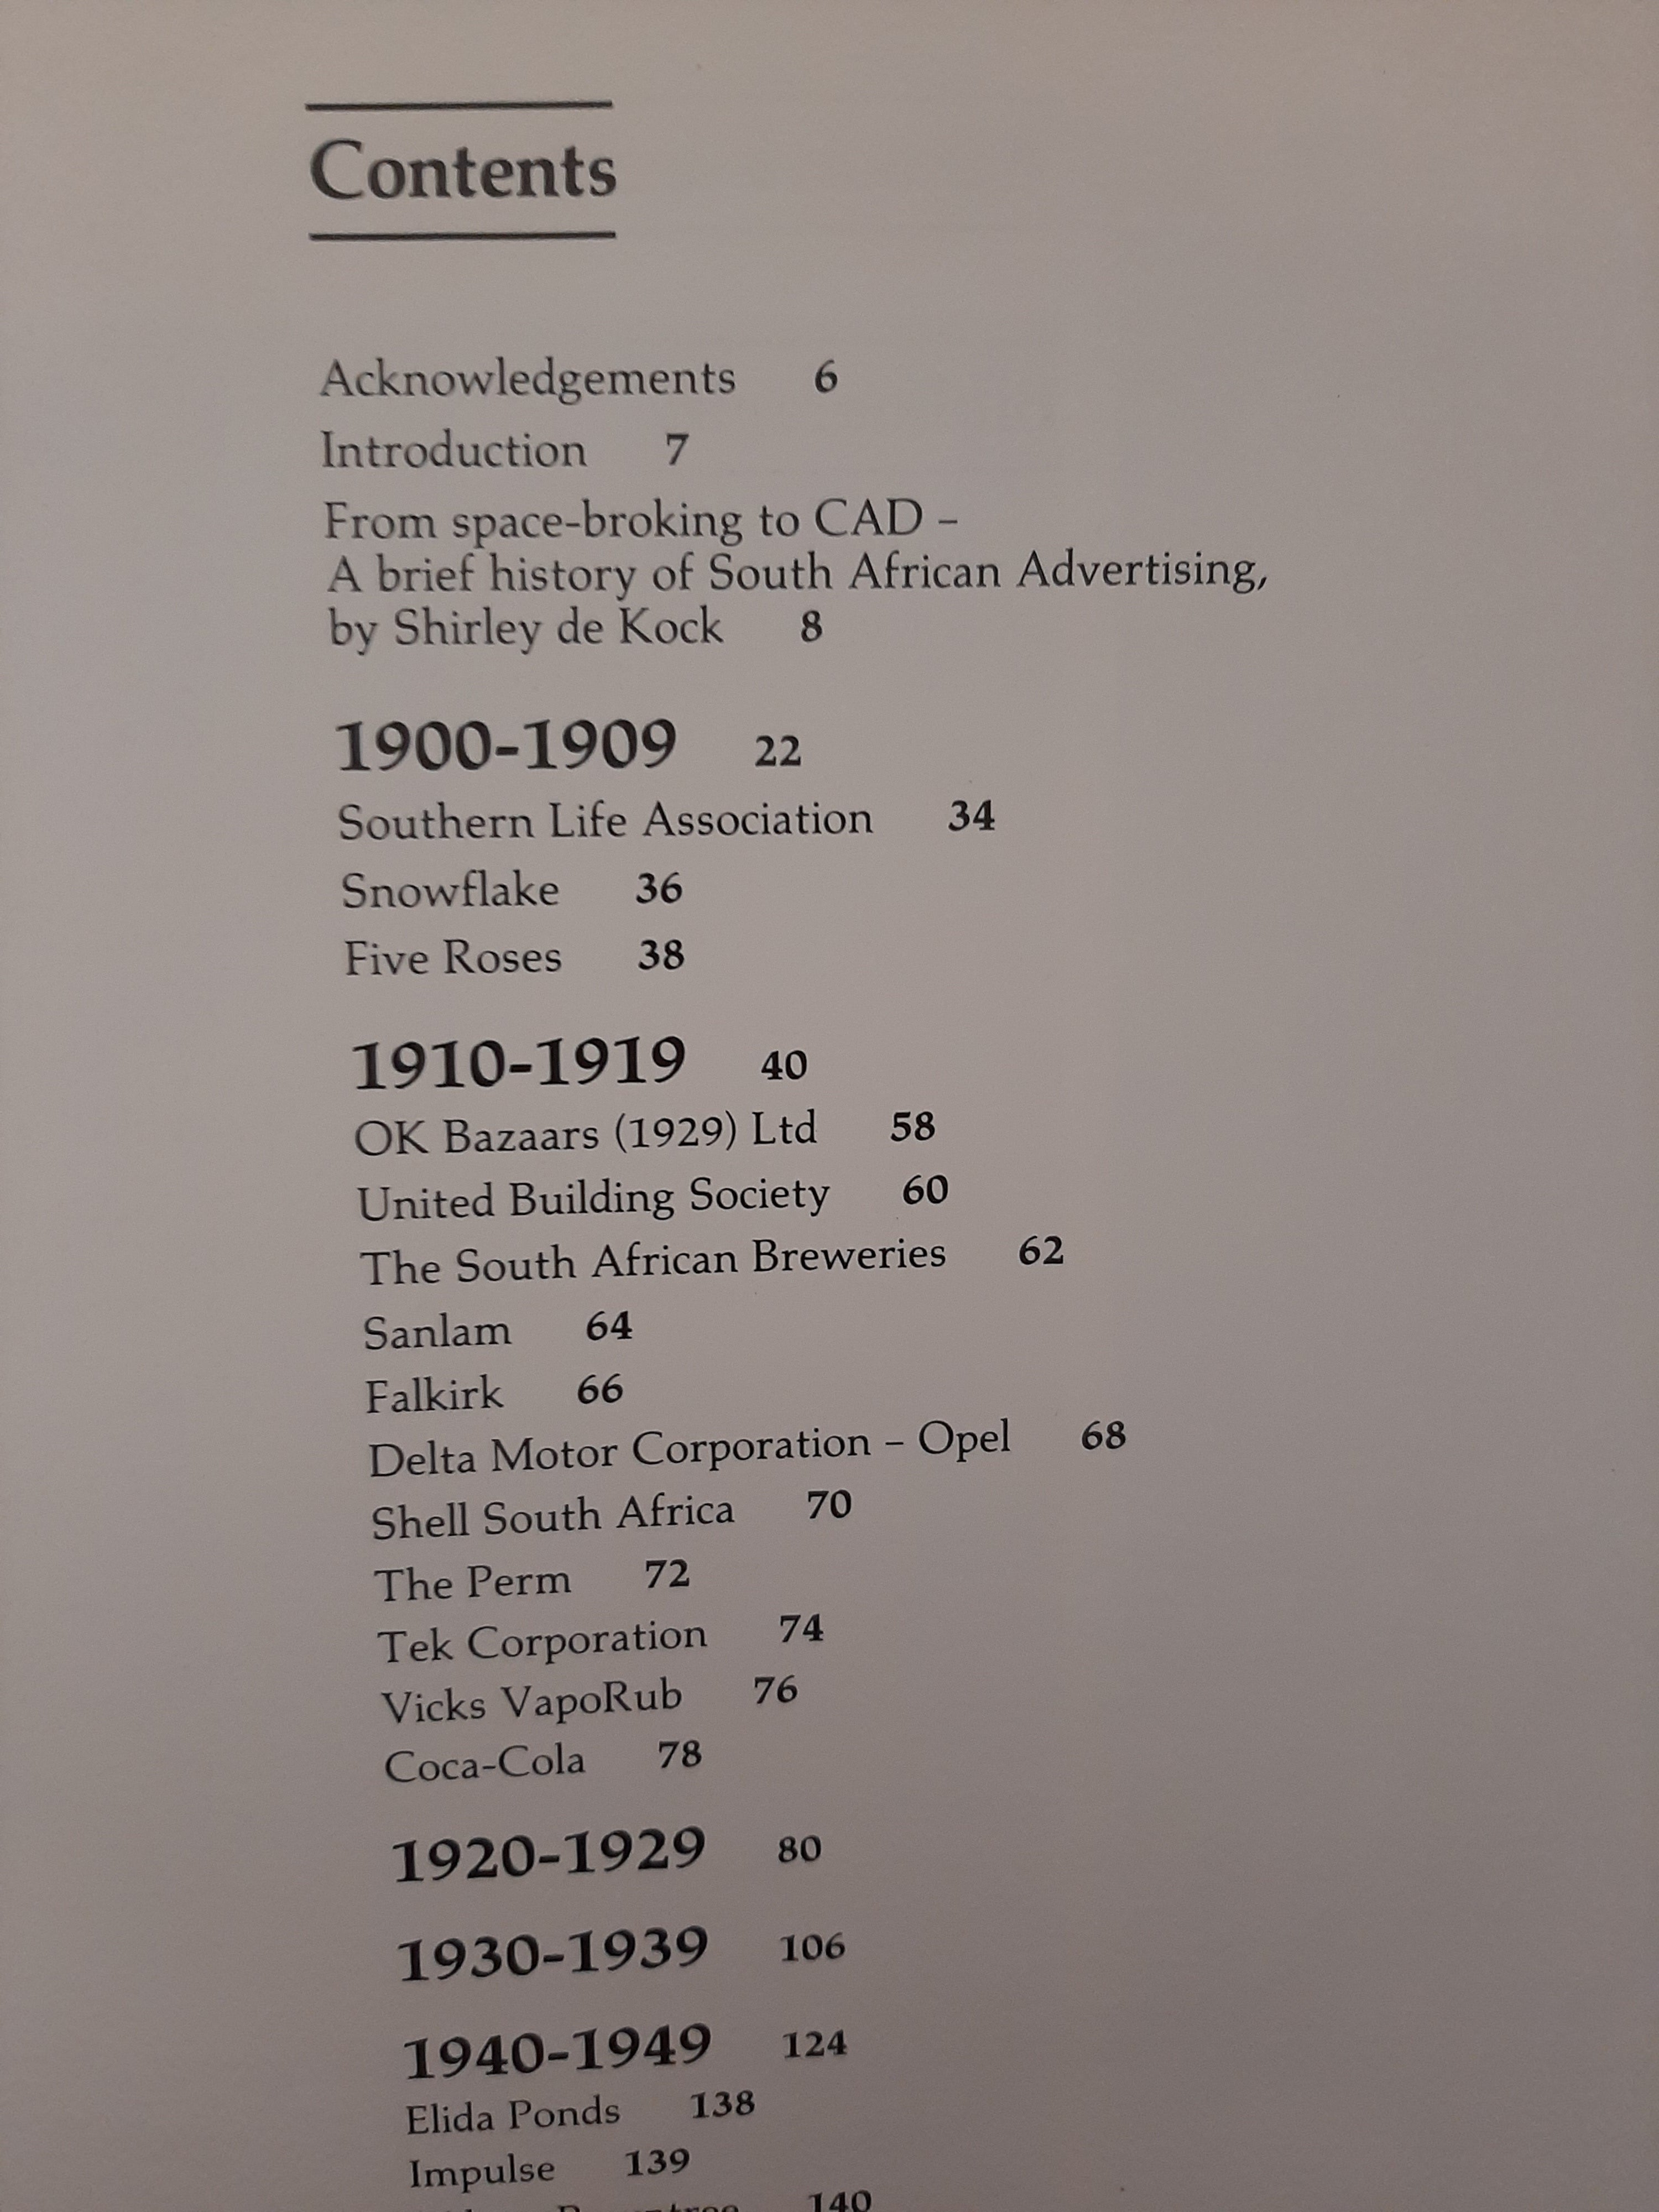 Contents
Acknowledgements 6
Introduction 7
From space-broking to CAD –
A brief history of South African Advertising,
by Shirley de Kock 8
1900-1909 22
Southern Life Association 34
Snowflake 36
Five Roses 38
1910-1919 40
OK Bazaars (1929) Ltd 58
United Building Society 60
The South African Breweries 62
Sanlam 64
Falkirk 66
Delta Motor Corporation – Opel 68
Shell South Africa 70
The Perm 72
Tek Corporation 74
Vicks VapoRub 76
Coca-Cola 78
1920-1929 80
1930-1939 106
1940-1949 124
Elida Ponds 138
Impulse 139
140